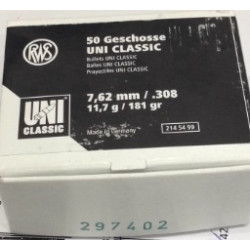 RWS
50 Geschosse
UNI CLASSIC
Bullets UNI CLASSIC
Balles UNI CLASSIC
Proyectiles UNI CLASSIC
7,62 mm / .308
11,7 g / 181 gr
UNI
CLASSIC
Made in Germany
214 54 99
297402